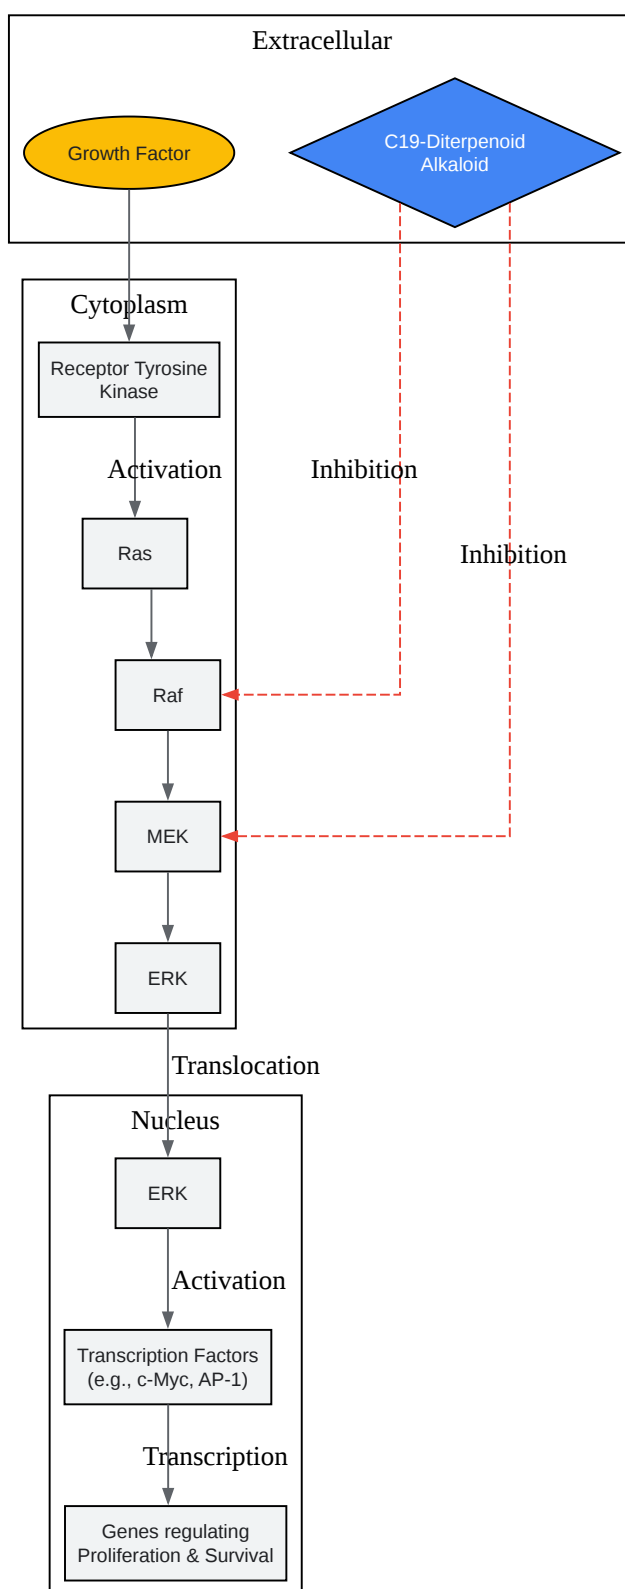 Extracellular
Growth Factor
C19-Diterpenoid
Alkaloid
Cytoplasm
Receptor Tyrosine
Kinase
Activation
Inhibition
Ras
Inhibition
Raf
MEK
ERK
Translocation
Nucleus
ERK
Activation
Transcription Factors
(e.g., c-Myc, AP-1)
Transcription
Genes regulating
Proliferation & Survival